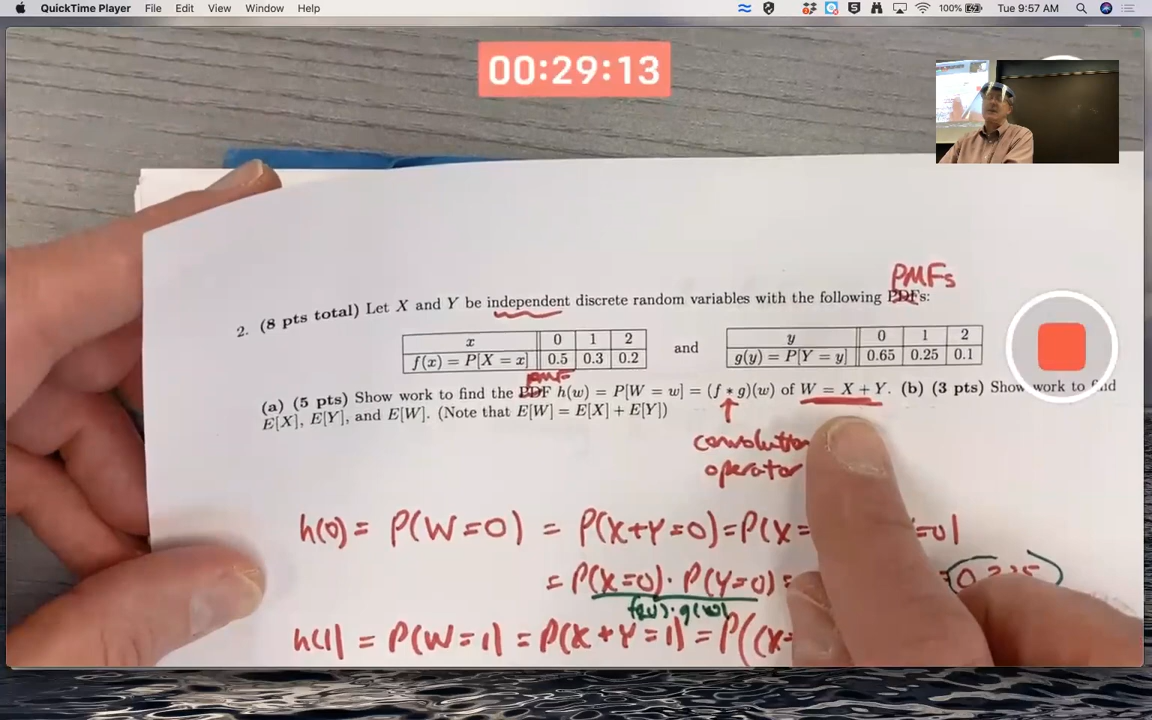 QuickTime Player File Edit View Window Help
100% Tue 9:57 AM
00:29:13
PMFs
2. (8 pts total) Let X and Y be independent discrete random variables with the following PDFs:
x 0 1 2
f(x) = P[X = x] 0.5 0.3 0.2
and
y 0 1 2
g(y) = P[Y = y] 0.65 0.25 0.1
PMF
(a) (5 pts) Show work to find the PDF h(w) = P[W = w] = (f * g)(w) of W = X + Y. (b) (3 pts) Show work to find
E[X], E[Y], and E[W]. (Note that E[W] = E[X] + E[Y])
convolution
operator
h(0) = P(W=0) = P(X+Y=0) = P(X= =0)
= P(X=0) · P(Y=0) =
h(1) = P(W=1) = P(X+Y=1) = P((X=